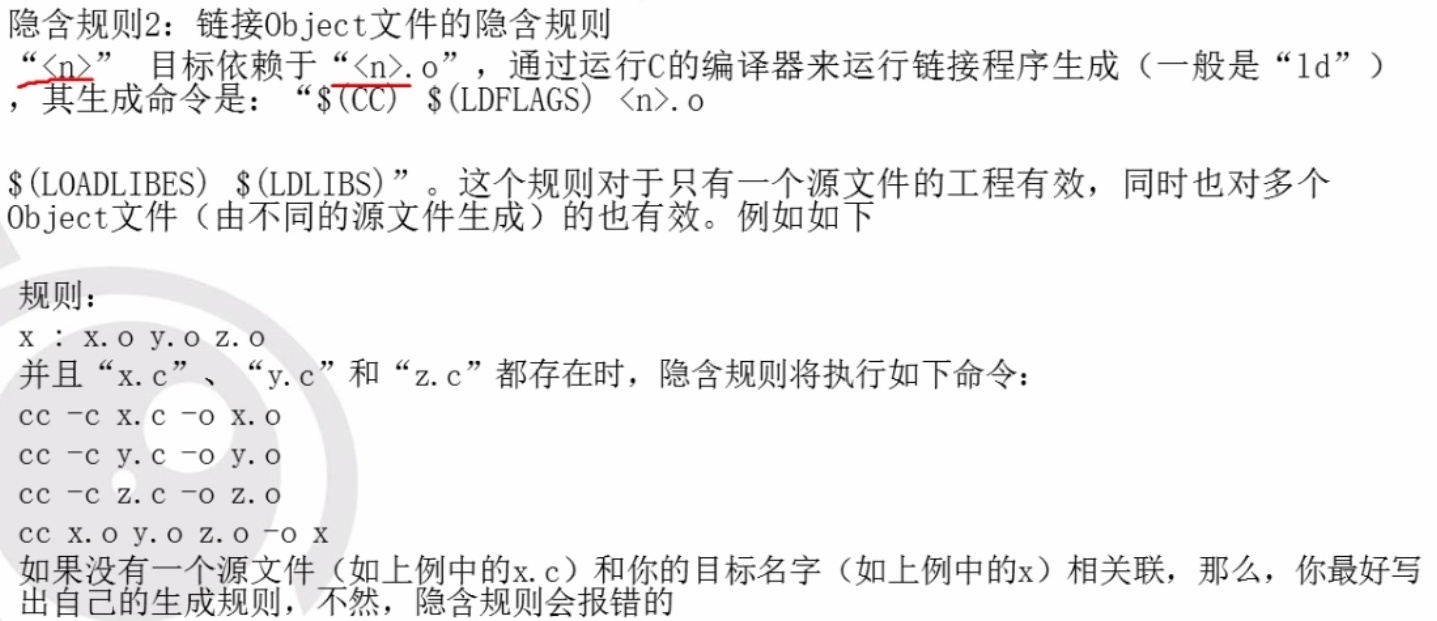 隐含规则2：链接Object文件的隐含规则
“<n>” 目标依赖于“<n>.o”，通过运行C的编译器来运行链接程序生成（一般是“ld”）
，其生成命令是：“$(CC) $(LDFLAGS) <n>.o
$(LOADLIBES) $(LDLIBS)”。这个规则对于只有一个源文件的工程有效，同时也对多个
Object文件（由不同的源文件生成）的也有效。例如如下
规则：
x : x.o y.o z.o
并且“x.c”、“y.c”和“z.c”都存在时，隐含规则将执行如下命令：
cc -c x.c -o x.o
cc -c y.c -o y.o
cc -c z.c -o z.o
cc x.o y.o z.o -o x
如果没有一个源文件（如上例中的x.c）和你的目标名字（如上例中的x）相关联，那么，你最好写
出自己的生成规则，不然，隐含规则会报错的